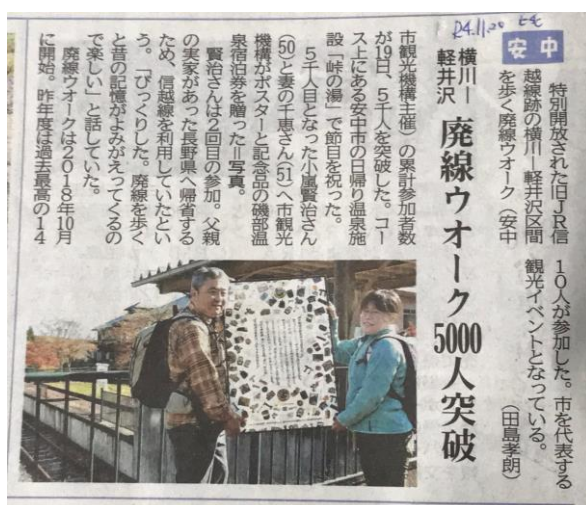 R4.11.20
安中
横川―
軽井沢
廃線ウオーク5000人突破
特別開放された旧JR信
越線跡の横川―軽井沢区間
を歩く廃線ウオーク(安中
市観光機構主催)の累計参加者数
が19日、5千人を突破した。コー
ス上にある安中市の日帰り温泉施
設「峠の湯」で節目を祝った。
5千人目となった小嵐賢治さん
(50)と妻の千恵さん(51)へ市観光
機構がポスターと記念品の磯部温
泉宿泊券を贈った=写真。
賢治さんは2回目の参加。父親
の実家があった長野県へ帰省する
ため、信越線を利用していたとい
う。「びっくりした。廃線を歩く
と昔の記憶がよみがえってくるの
で楽しい」と話していた。
廃線ウオークは2018年10月
に開始。昨年度は過去最高の14
10人が参加した。市を代表する
観光イベントとなっている。
(田島孝朗)